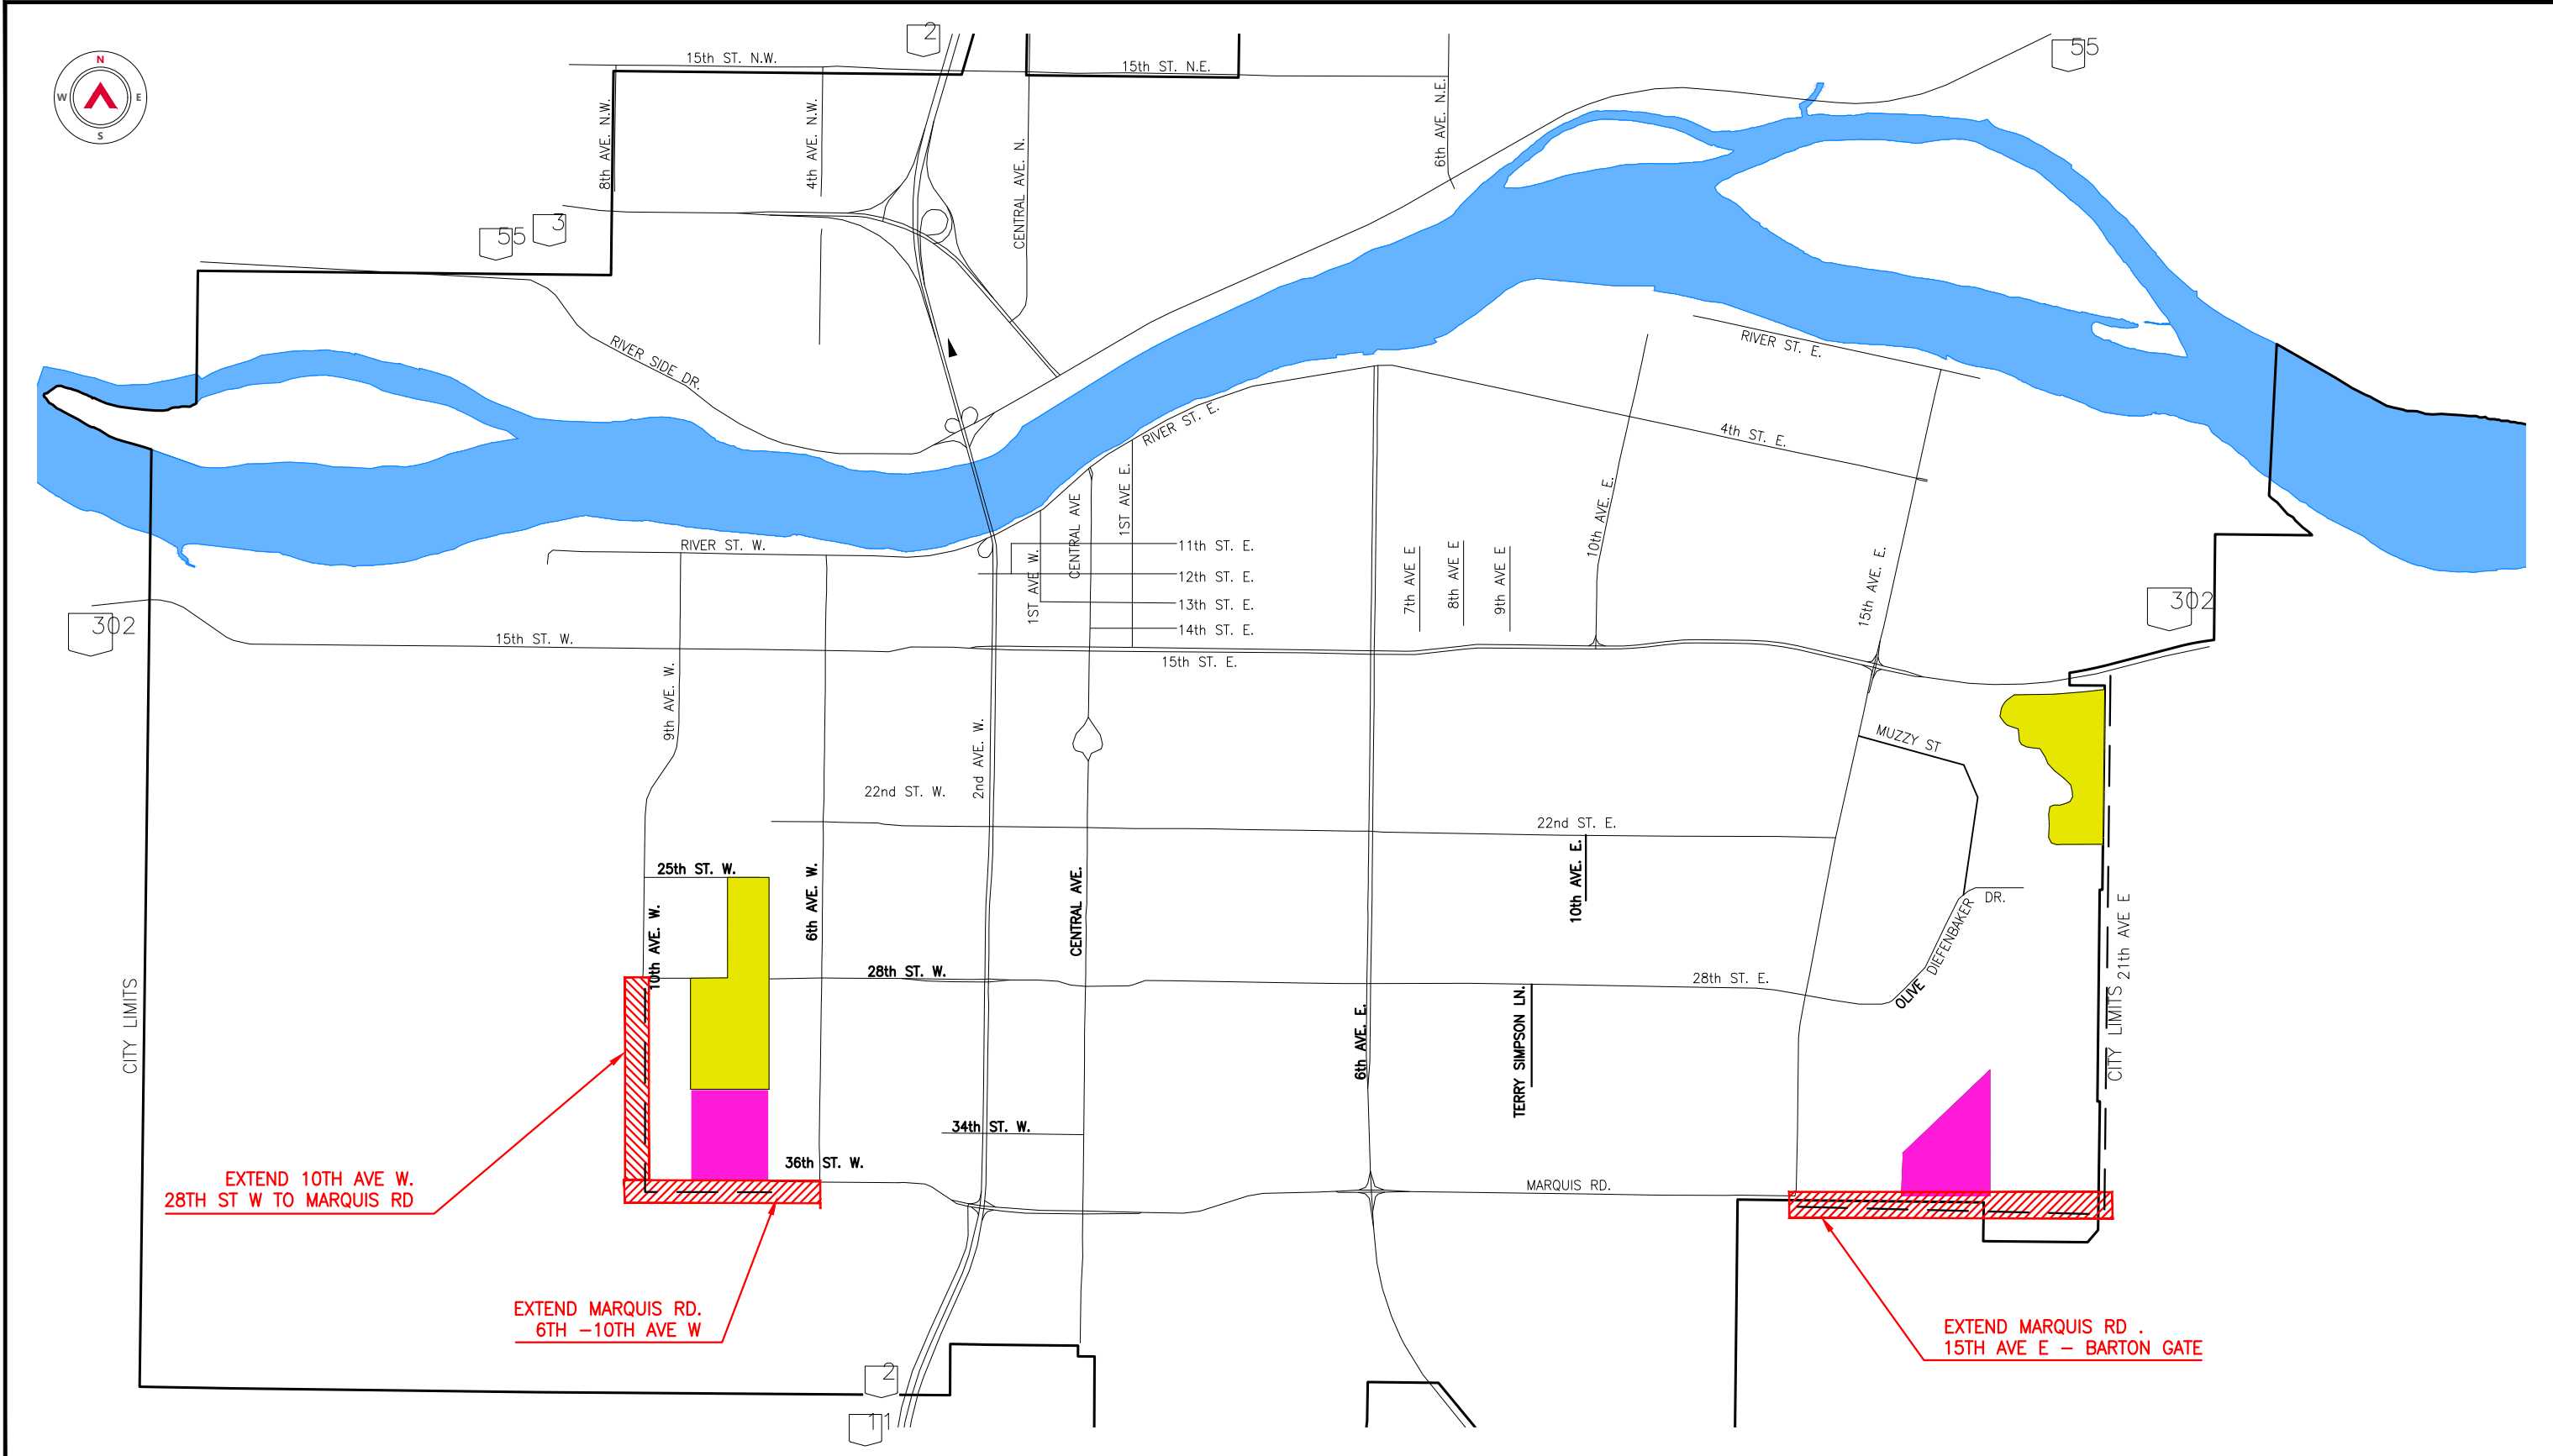 2
55
N
W
E
S
15th ST. N.W.
15th ST. N.E.
8th AVE. N.W.
4th AVE. N.W.
CENTRAL AVE. N.
6th AVE. N.E.
55
3
RIVER SIDE DR.
RIVER ST. E.
RIVER ST. E.
4th ST. E.
1ST AVE E.
CENTRAL AVE
10th AVE. E.
RIVER ST. W.
11th ST. E.
12th ST. E.
13th ST. E.
14th ST. E.
1ST AVE W.
7th AVE E
8th AVE E
9th AVE E
15th AVE. E.
302
302
15th ST. W.
15th ST. E.
9th AVE. W.
2nd AVE. W.
MUZZY ST
22nd ST. W.
22nd ST. E.
25th ST. W.
6th AVE. W.
CENTRAL AVE.
10th AVE. E.
DR.
DIEFENBAKER
OLIVE
10th AVE. W.
28th ST. W.
28th ST. E.
21th AVE E
CITY LIMITS
CITY LIMITS
6th AVE. E.
TERRY SIMPSON LN.
34th ST. W.
36th ST. W.
MARQUIS RD.
EXTEND 10TH AVE W.
28TH ST W TO MARQUIS RD
EXTEND MARQUIS RD.
6TH -10TH AVE W
EXTEND MARQUIS RD .
15TH AVE E - BARTON GATE
2
11